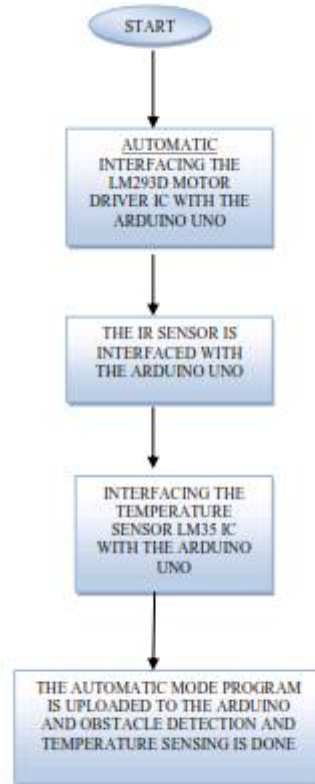 START
AUTOMATIC
INTERFACING THE
LM293D MOTOR
DRIVER IC WITH THE
ARDUINO UNO
THE IR SENSOR IS
INTERFACED WITH
THE ARDUINO UNO
INTERFACING THE
TEMPERATURE
SENSOR LM35 IC
WITH THE ARDUINO
UNO
THE AUTOMATIC MODE PROGRAM
IS UPLOADED TO THE ARDUINO
AND OBSTACLE DETECTION AND
TEMPERATURE SENSING IS DONE